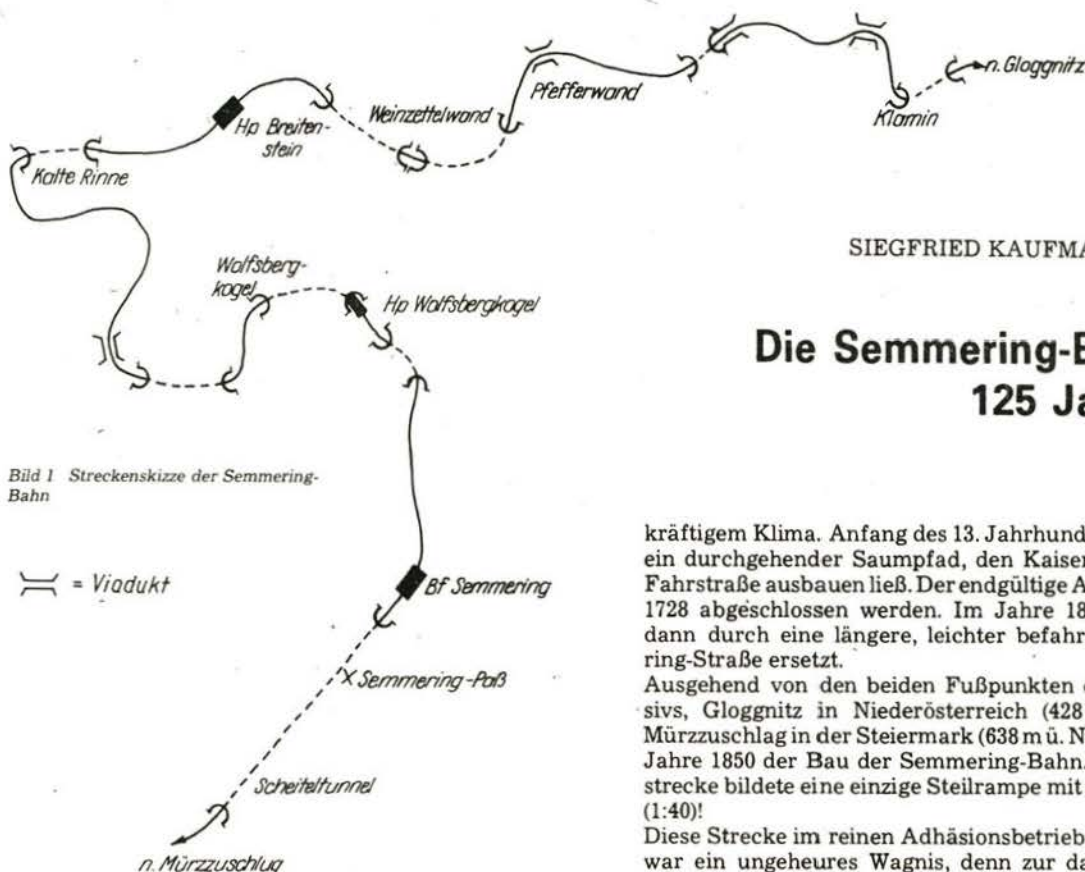 n. Gloggnitz
Klamin
Pfefferwand
Weinzettelwand
Hp Breiten-
stein
Kalte Rinne
Wolfsberg-
kogel
Hp Wolfsbergkogel
Bild 1 Streckenskizze der Semmering-
Bahn
= Viadukt
Bf Semmering
Semmering-Paß
Scheiteltunnel
n. Mürzzuschlug
SIEGFRIED KAUFMA
Die Semmering-B
125 Ja
kräftigem Klima. Anfang des 13. Jahrhund
ein durchgehender Saumpfad, den Kaiser
Fahrstraße ausbauen ließ. Der endgültige A
1728 abgeschlossen werden. Im Jahre 18
dann durch eine längere, leichter befahr
ring-Straße ersetzt.
Ausgehend von den beiden Fußpunkten
sivs, Gloggnitz in Niederösterreich (428
Mürzzuschlag in der Steiermark (638 m ü. N
Jahre 1850 der Bau der Semmering-Bahn.
strecke bildete eine einzige Steilrampe mit
(1:40)!
Diese Strecke im reinen Adhäsionsbetrieb
war ein ungeheures Wagnis, denn zur da